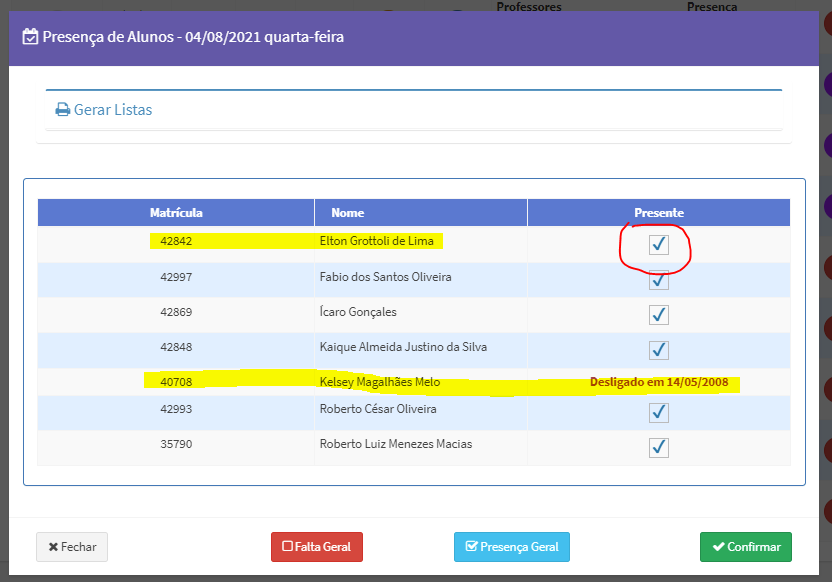 Professores Presença
Presença de Alunos - 04/08/2021 quarta-feira
Gerar Listas
Matrícula Nome Presente
42842 Elton Grottoli de Lima
42997 Fabio dos Santos Oliveira
42869 Ícaro Gonçales
42848 Kaique Almeida Justino da Silva
40708 Kelsey Magalhães Melo Desligado em 14/05/2008
42993 Roberto César Oliveira
35790 Roberto Luiz Menezes Macias
Fechar Falta Geral Presença Geral Confirmar